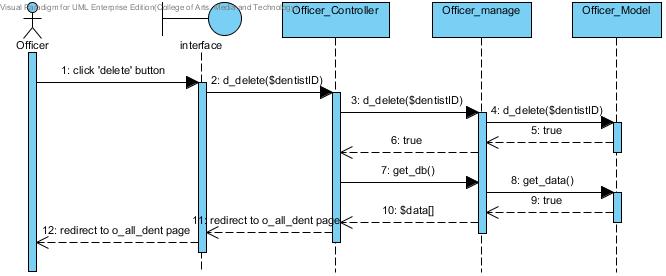 Visual Paradigm for UML Enterprise Edition(College of Arts, Media and Technology,
Officer
interface
Officer_Controller
Officer_manage
Officer_Model
1: click 'delete' button
2: d_delete($dentistID)
3: d_delete($dentistID)
4: d_delete($dentistID)
5: true
6: true
7: get_db()
8: get_data()
9: true
10: $data[]
11: redirect to o_all_dent page
12: redirect to o_all_dent page